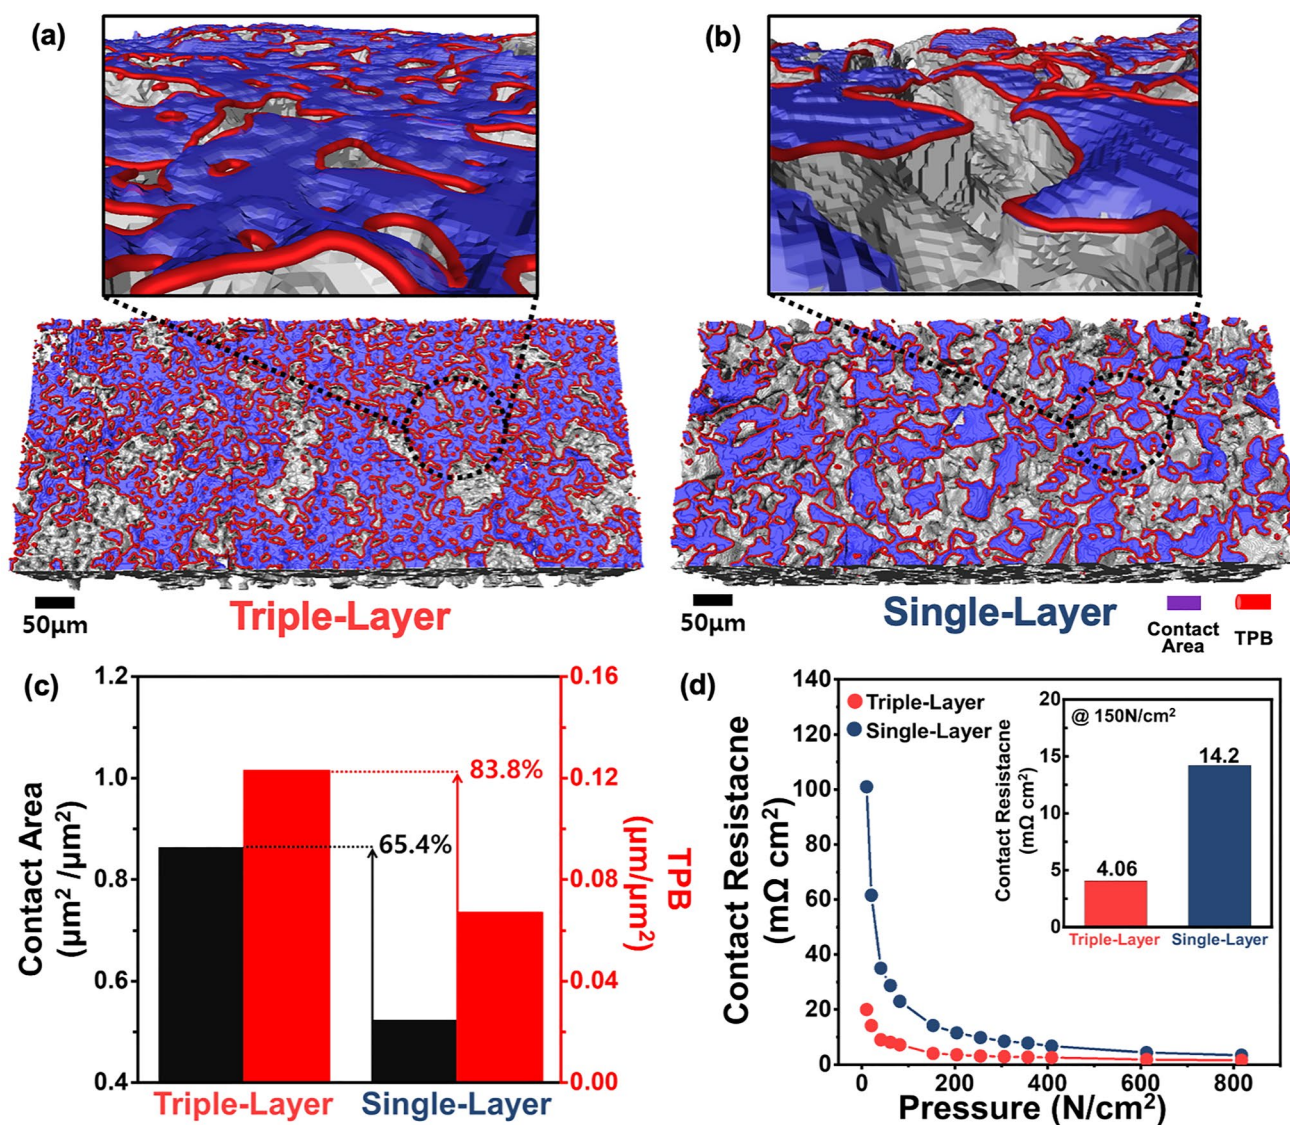 (a)
(b)
50μm
Triple-Layer
50μm
Single-Layer
Contact
Area
TPB
(c)
Contact Area
(μm² /μm²)
1.2
1.0
0.8
0.6
0.4
65.4%
83.8%
0.16
0.12
0.08
0.04
0.00
TPB
(μm/μm²)
Triple-Layer
Single-Layer
(d)
Contact Resistacne
(mΩ cm²)
140
120
100
80
60
40
20
0
Triple-Layer
Single-Layer
0
200
400
600
800
Pressure (N/cm²)
Contact Resistacne
(mΩ cm²)
20
15
10
5
0
@ 150N/cm²
4.06
14.2
Triple-Layer
Single-Layer